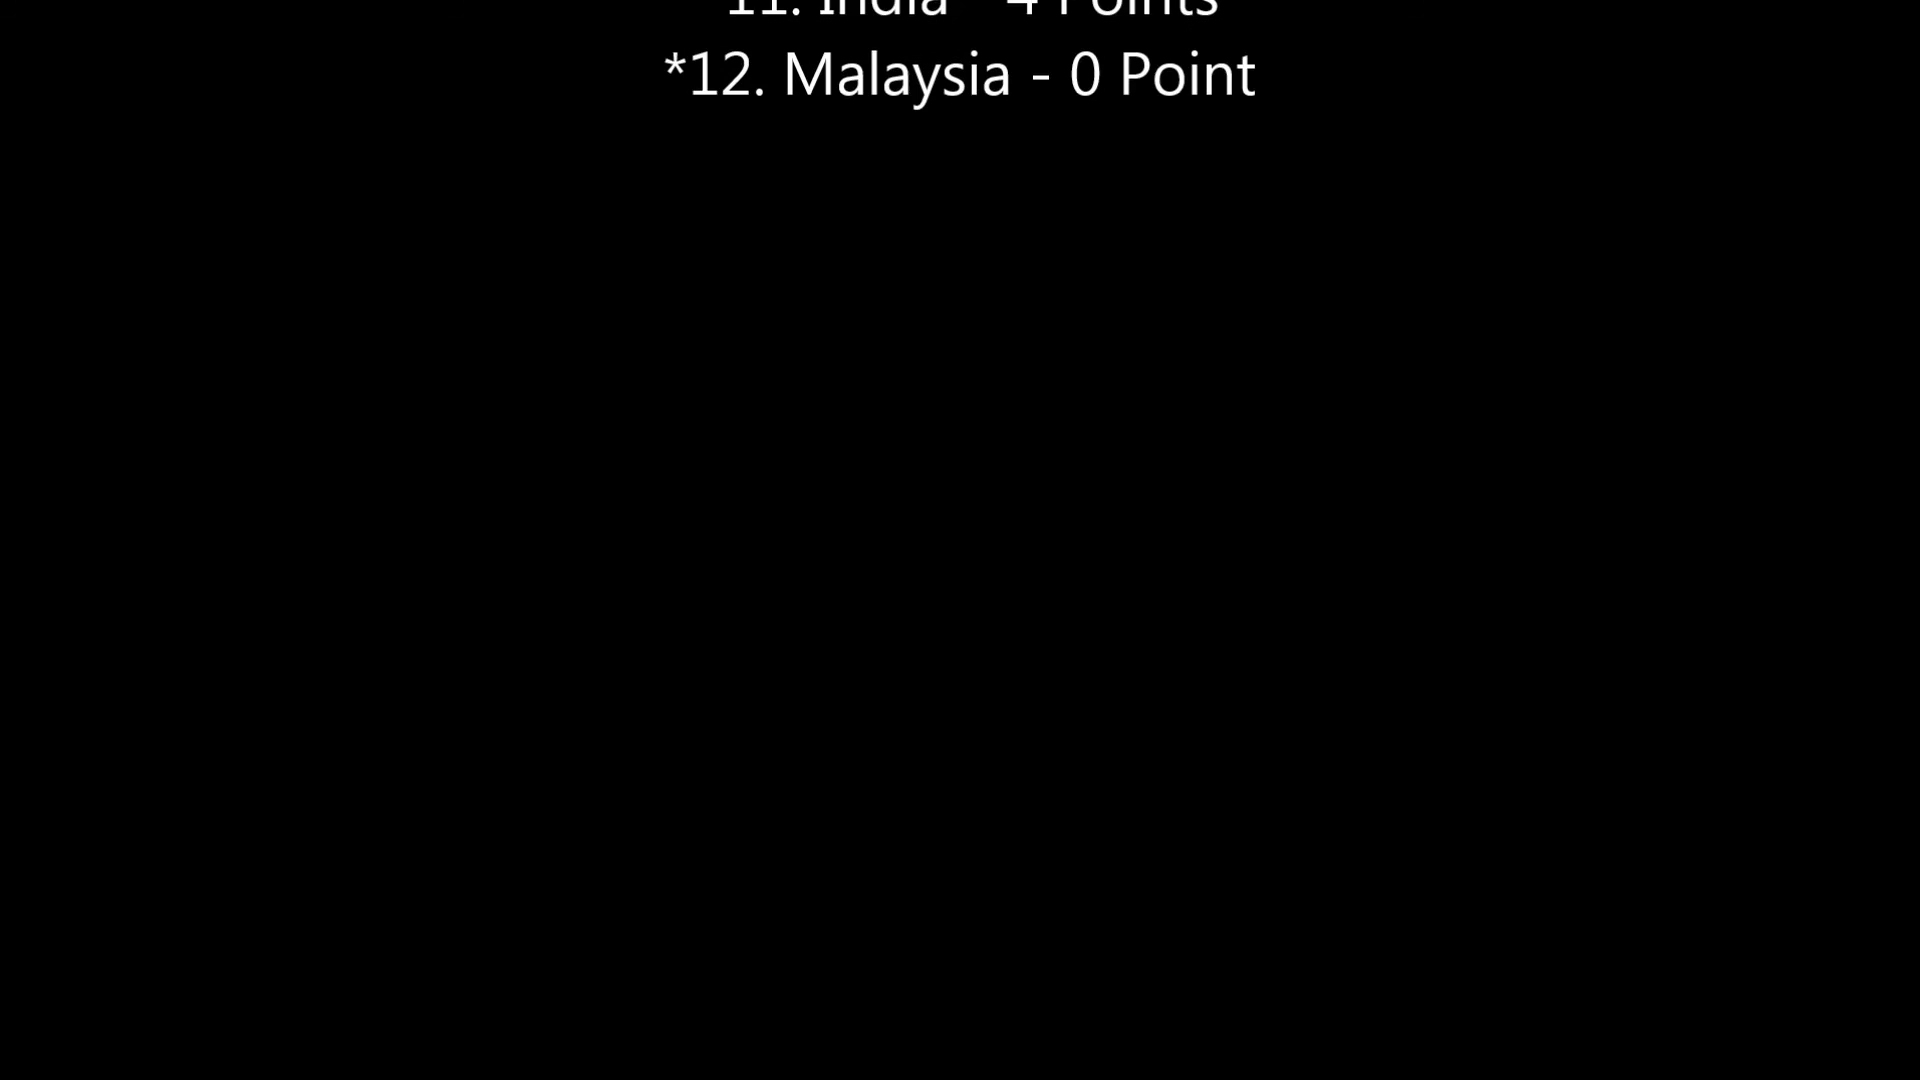 11. India - 4 Points
*12. Malaysia - 0 Point